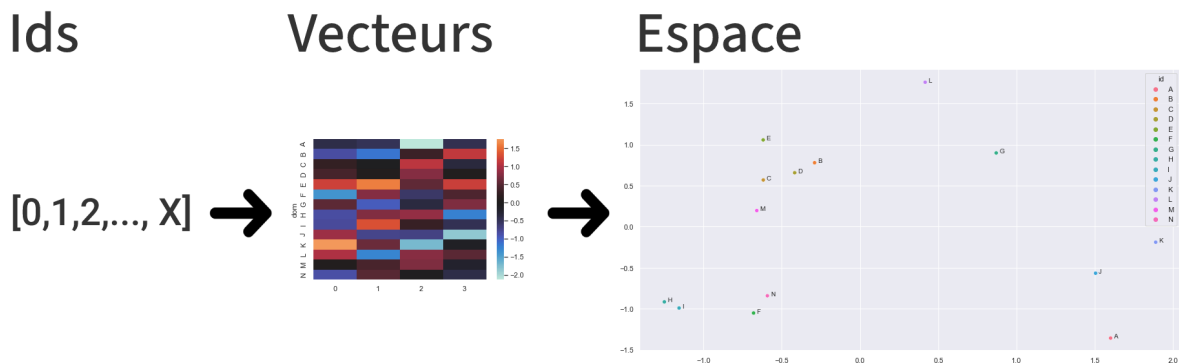 Ids
Vecteurs
Espace
[0,1,2,..., X]
A
B
C
D
E
F
G
H
I
J
K
L
M
N
dom
0 1 2 3
1.5
1.0
0.5
0.0
−0.5
−1.0
−1.5
−2.0
1.5
1.0
0.5
0.0
−0.5
−1.0
−1.5
−1.0 −0.5 0.0 0.5 1.0 1.5 2.0
L
E
G
B
D
C
M
K
J
N
H
I
F
A
id
A
B
C
D
E
F
G
H
I
J
K
L
M
N